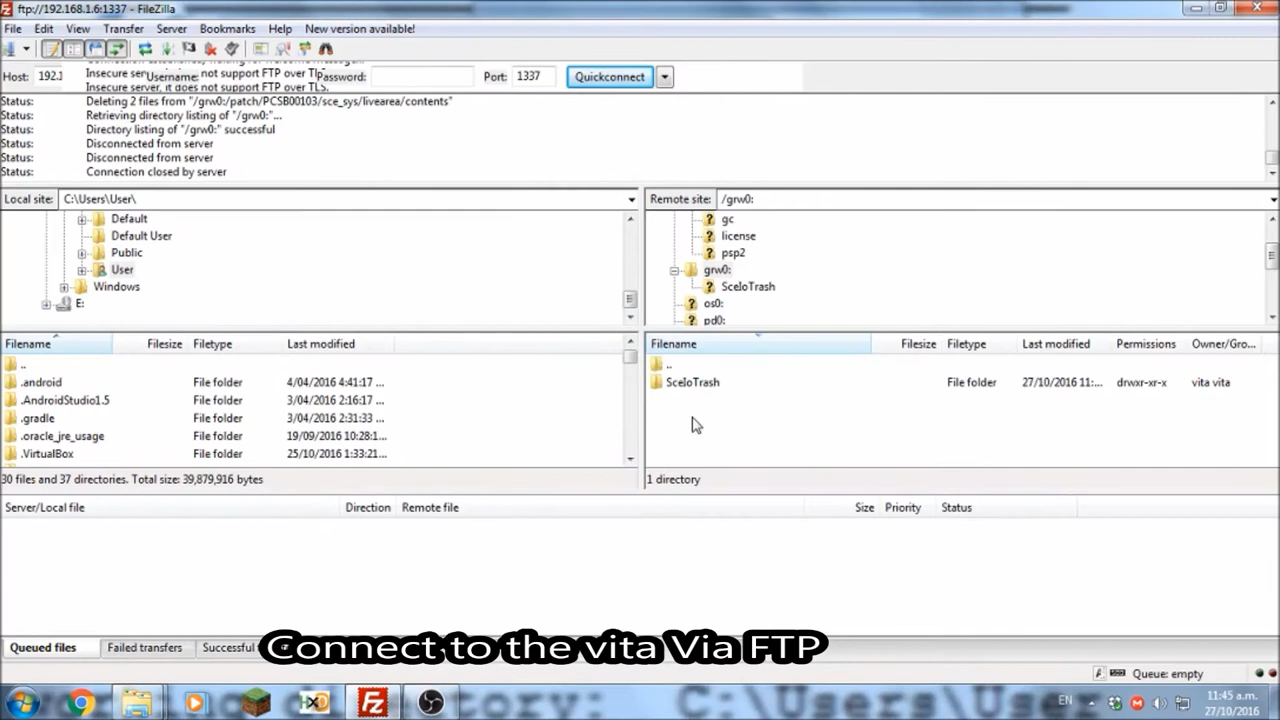 ftp://192.168.1.6:1337 - FileZilla
File Edit View Transfer Server Bookmarks Help New version available!
Host: 192.1 Username: Password: Port: 1337 Quickconnect
Insecure server, it does not support FTP over TLS.
Status: Deleting 2 files from "/grw0:/patch/PCSB00103/sce_sys/livearea/contents"
Status: Retrieving directory listing of "/grw0:"...
Status: Directory listing of "/grw0:" successful
Status: Disconnected from server
Status: Disconnected from server
Status: Connection closed by server
Local site: C:\Users\User\
Default
Default User
Public
User
Windows
E:
Remote site: /grw0:
gc
license
psp2
grw0:
SceIoTrash
os0:
pd0:
Filename Filesize Filetype Last modified
..
.android File folder 4/04/2016 4:41:17 ...
.AndroidStudio1.5 File folder 3/04/2016 2:16:17 ...
.gradle File folder 3/04/2016 2:31:33 ...
.oracle_jre_usage File folder 19/09/2016 10:28:1...
.VirtualBox File folder 25/10/2016 1:33:21...
30 files and 37 directories. Total size: 39,879,916 bytes
Filename Filesize Filetype Last modified Permissions Owner/Gro...
..
SceIoTrash File folder 27/10/2016 11:... drwxr-xr-x vita vita
1 directory
Server/Local file Direction Remote file Size Priority Status
Queued files Failed transfers Successful
Connect to the vita Via FTP
Queue: empty
EN
11:45 a.m.
27/10/2016
ctory: C:\Users\Use